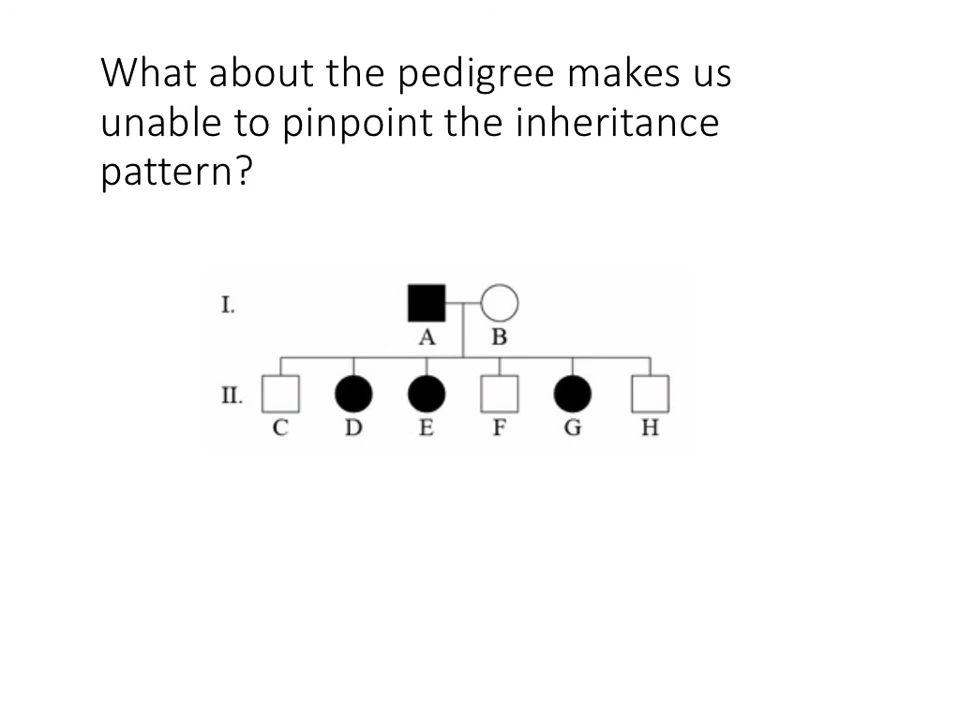 What about the pedigree makes us
unable to pinpoint the inheritance
pattern?
I.
A B
II.
C D E F G H